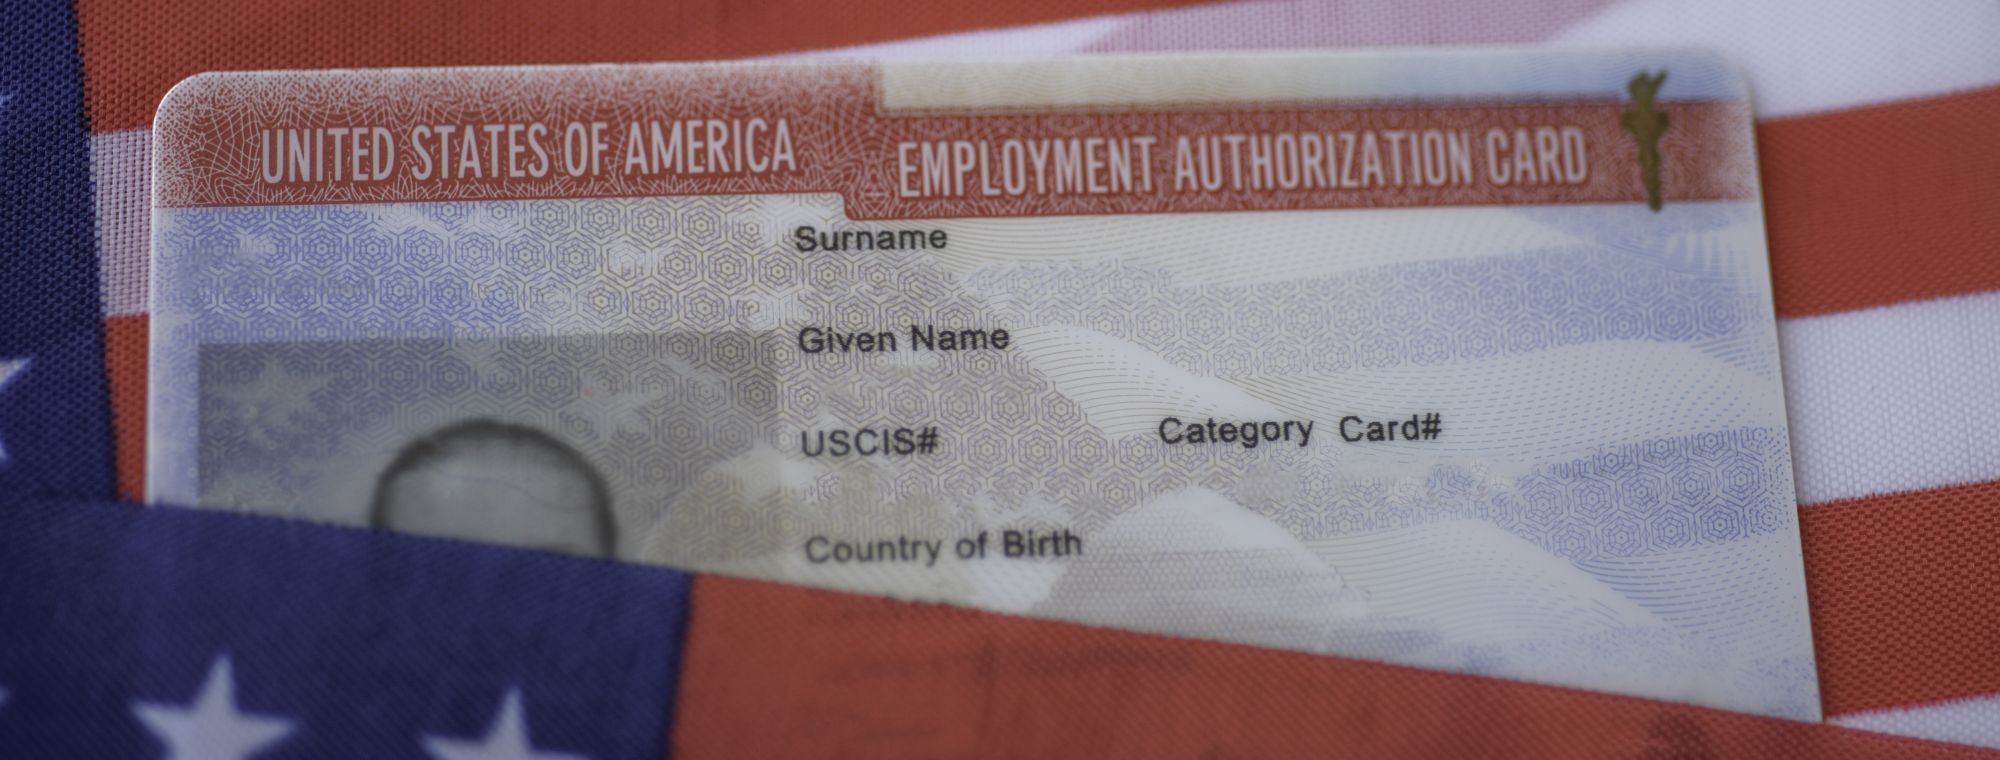 UNITED STATES OF AMERICA EMPLOYMENT AUTHORIZATION CARD
Surname
Given Name
USCIS# Category Card#
Country of Birth